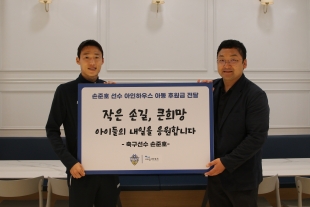 손준호 선수 아인하우스 아동 후원금 전달
작은 손길, 큰희망
아이들의 내일을 응원합니다
- 축구선수 손준호-